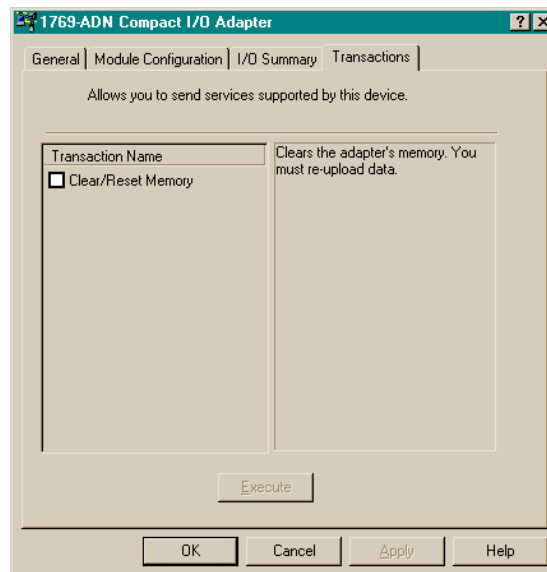 1769-ADN Compact I/O Adapter
General
Module Configuration
I/O Summary
Transactions
Allows you to send services supported by this device.
Transaction Name
Clear/Reset Memory
Clears the adapter's memory. You
must re-upload data.
Execute
OK
Cancel
Apply
Help